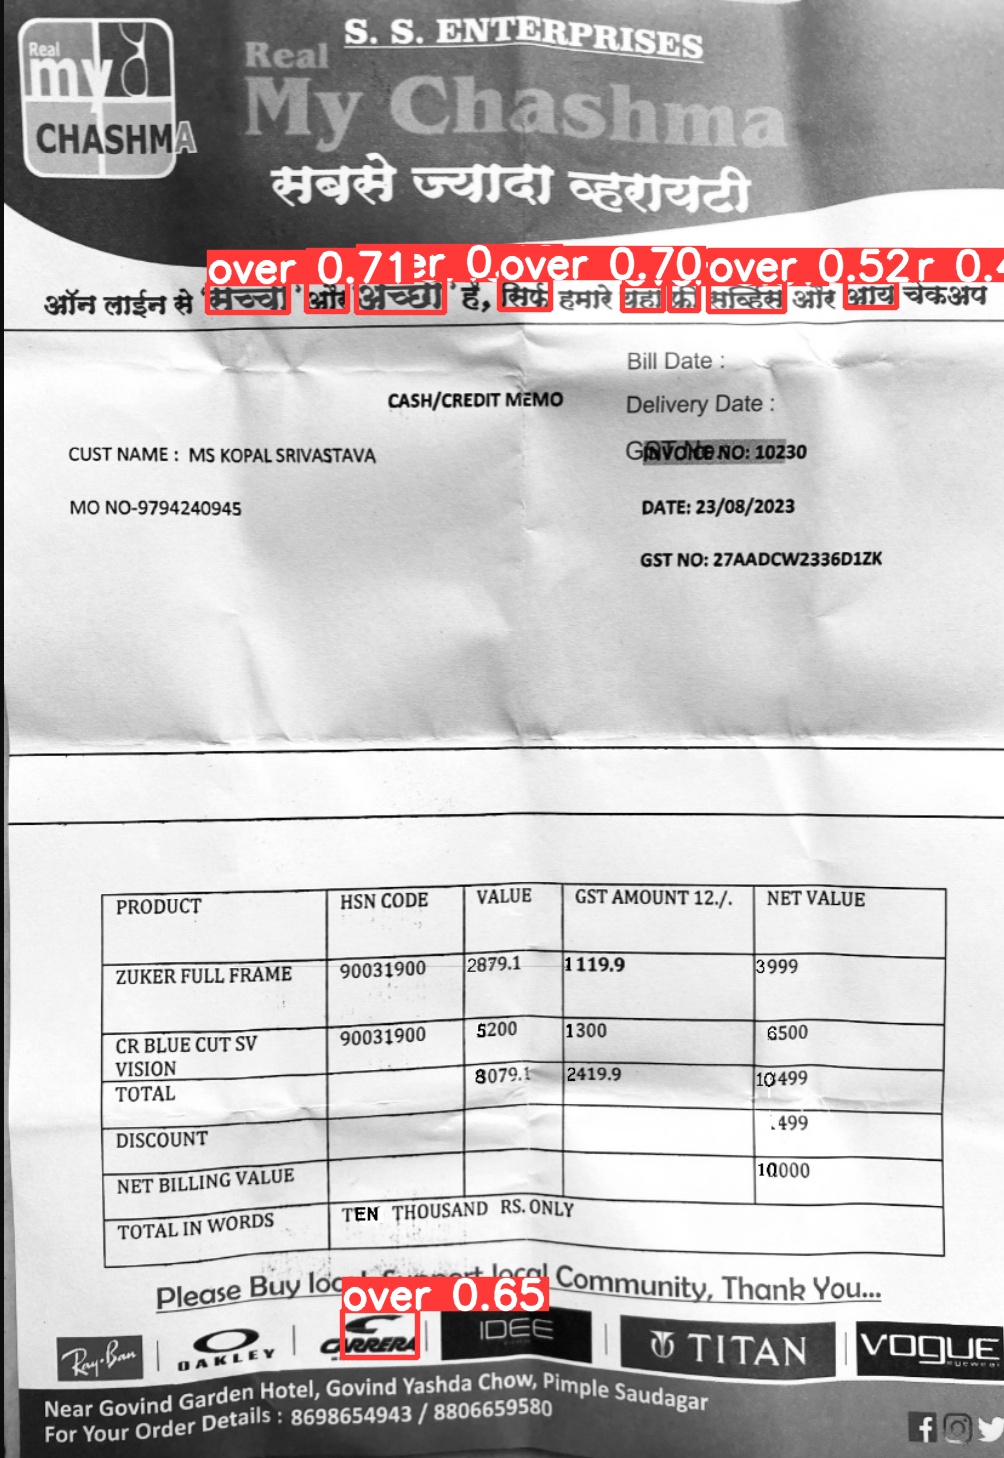 Real
my
CHASHMA
S. S. ENTERPRISES
Real
My Chashma
सबसे ज्यादा व्हरायटी
over 0.71 er 0. over 0.70 over 0.52 r 0.4
ऑन लाईन से 'सच्चा' और 'अच्छा' है, सिर्फ हमारे यहा फ्री सर्व्हिस और आय चेकअप
Bill Date :
CASH/CREDIT MEMO
Delivery Date :
CUST NAME : MS KOPAL SRIVASTAVA
INVOICE NO: 10230
MO NO-9794240945
DATE: 23/08/2023
GST NO: 27AADCW2336D1ZK
PRODUCT HSN CODE VALUE GST AMOUNT 12./. NET VALUE
ZUKER FULL FRAME 90031900 2879.1 1119.9 3999
CR BLUE CUT SV VISION 90031900 5200 1300 6500
TOTAL 8079.1 2419.9 10499
DISCOUNT .499
NET BILLING VALUE 10000
TOTAL IN WORDS TEN THOUSAND RS. ONLY
Please Buy local Community, Thank You...
over 0.65
Ray-Ban OAKLEY CARRERA IDEE TITAN VOGUE
eyewear
Near Govind Garden Hotel, Govind Yashda Chow, Pimple Saudagar
For Your Order Details : 8698654943 / 8806659580